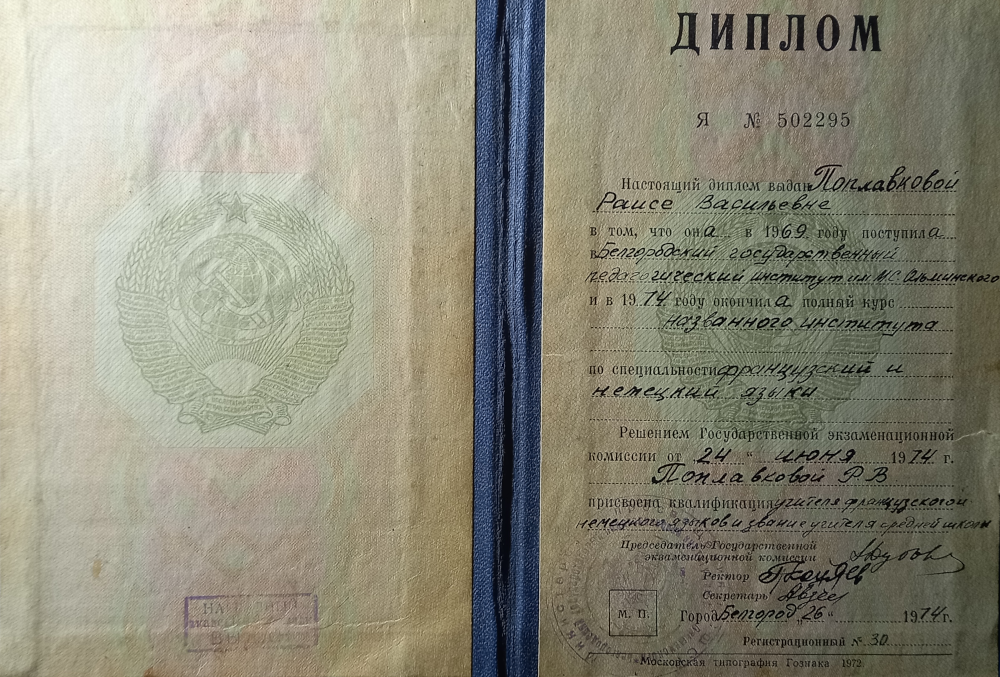 ДИПЛОМ
Я № 502295
Настоящий диплом выдан Поплавковой
Раисе Васильевне
в том, что она в 1969 году поступила
в Белгородский государственный
педагогический институт им М.С. Ольминского
и в 1974 году окончила полный курс
названного института
по специальности французский и
немецкий языки
Решением Государственной экзаменационной
комиссии от 24 " июня 1974 г.
Поплавковой Р В
присвоена квалификация учителя французского и
немецкого языков и звание учителя средней школы
Председатель Государственной
экзаменационной комиссии
Ректор
Секретарь
М. П.
Город Белгород „26 " 1974 г.
Регистрационный № 30
Московская типография Гознака 1972